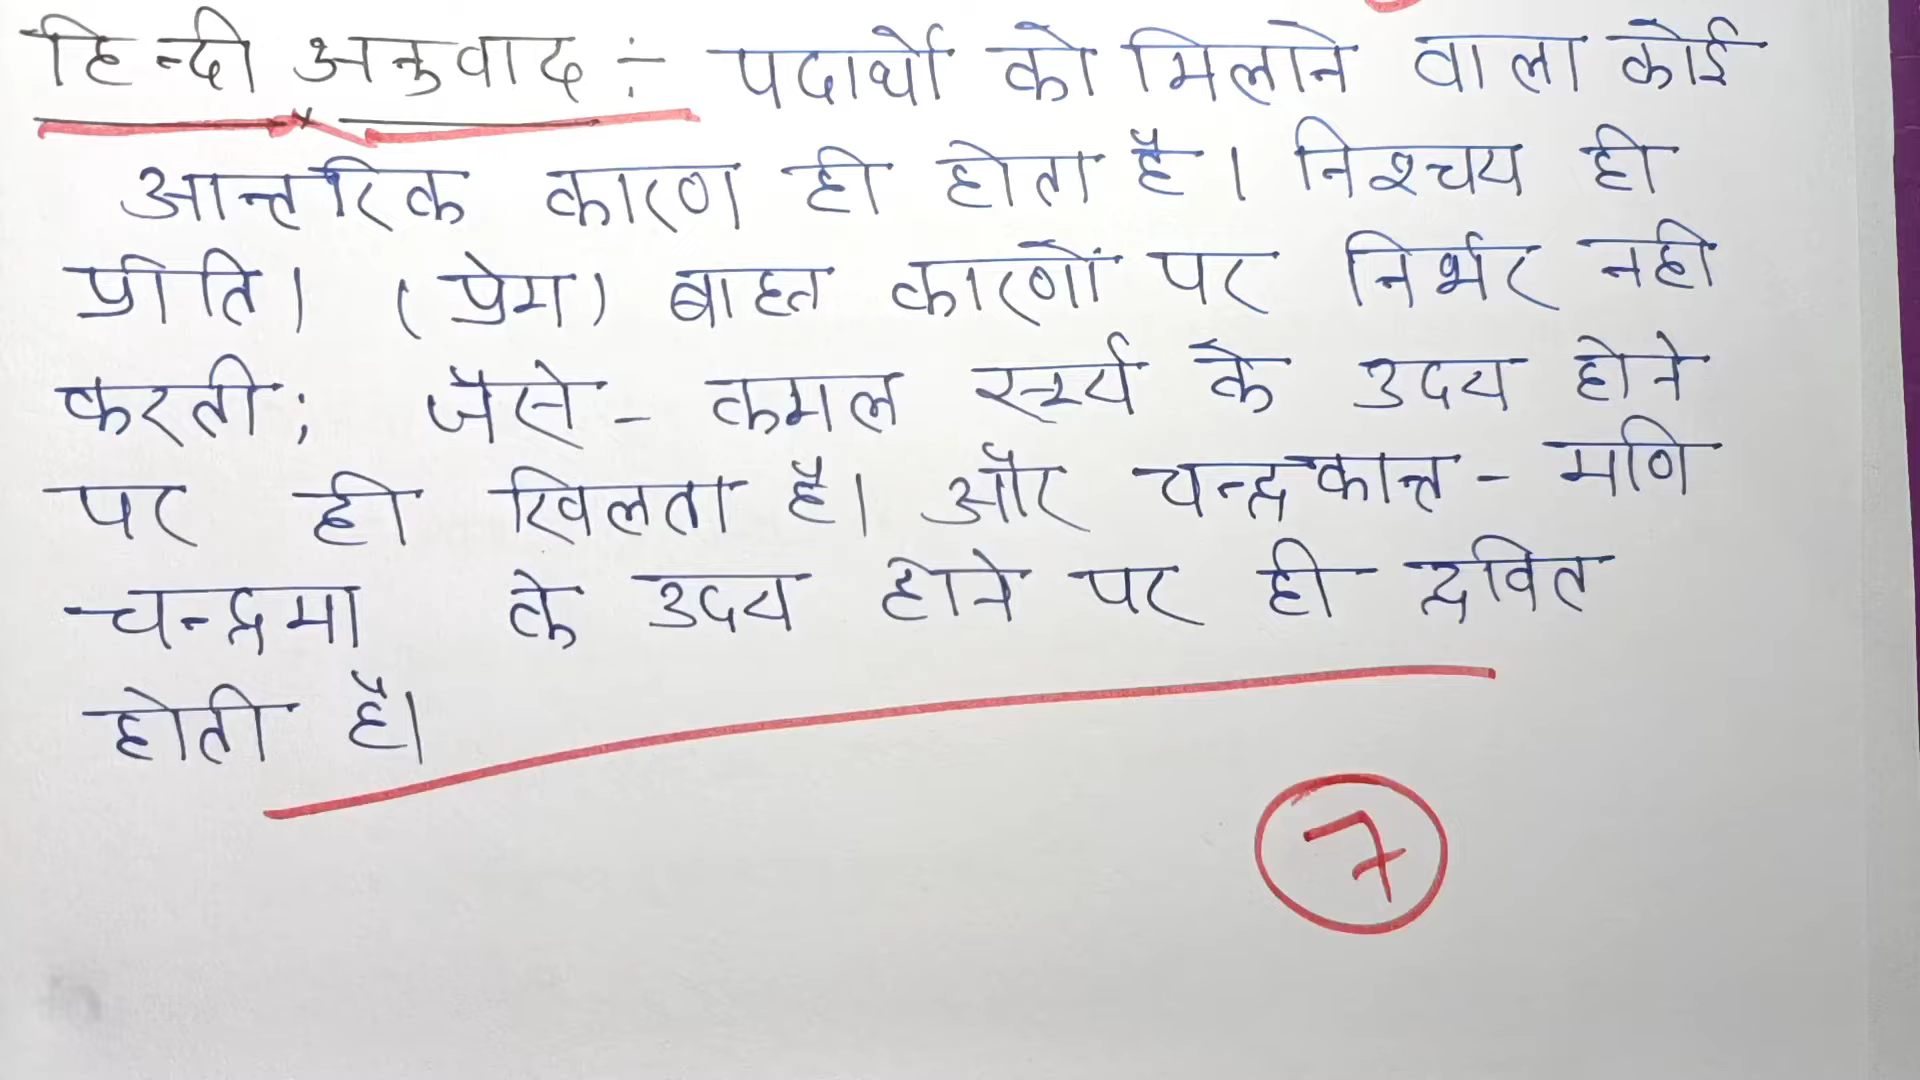 हिन्दी अनुवाद :- पदार्थो को मिलाने वाला कोई
आन्तरिक कारण ही होता है। निश्चय ही
प्रीति। (प्रेम) बाह्त कारणों पर निर्भर नही
करती; जैसे - कमल सूर्य के उदय होने
पर ही खिलता है। और चन्द्रकान्त - मणि
चन्द्रमा के उदय होने पर ही द्रवित
होती है।
7